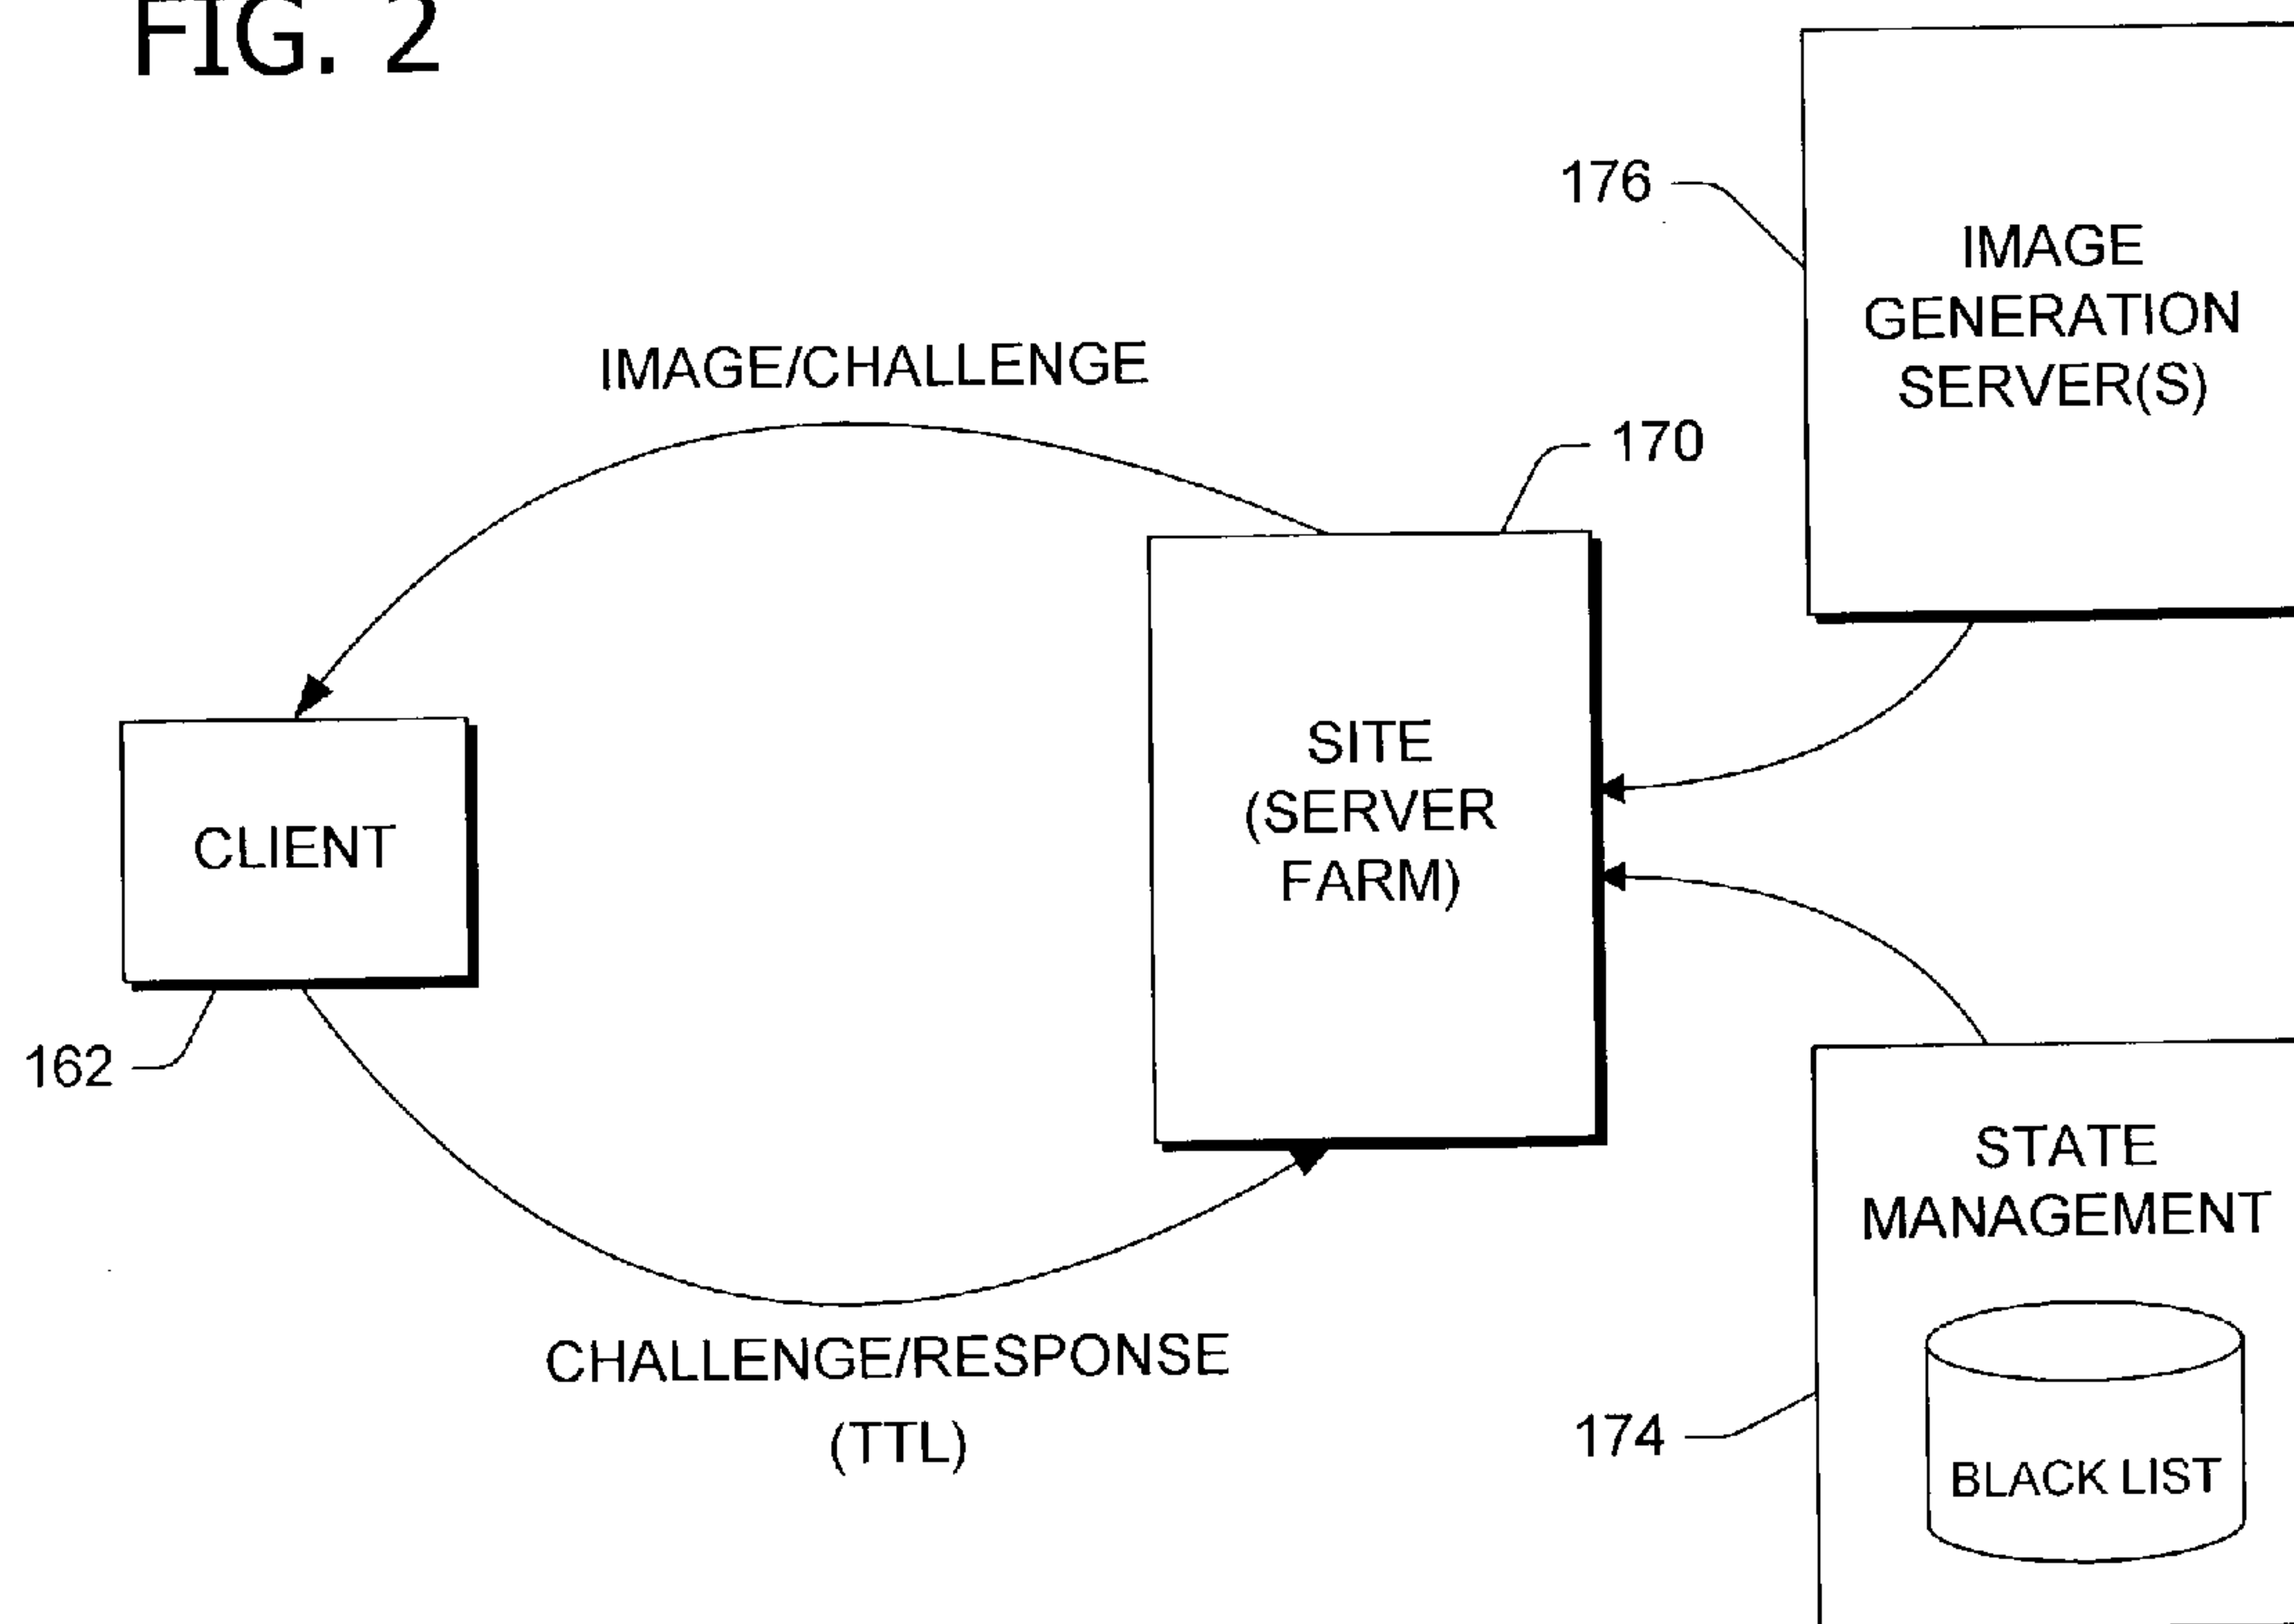 FIG. 2
176
IMAGE
GENERATION
SERVER(S)
IMAGE/CHALLENGE
170
SITE
(SERVER
FARM)
CLIENT
162
STATE
MANAGEMENT
CHALLENGE/RESPONSE
(TTL)
174
BLACK LIST